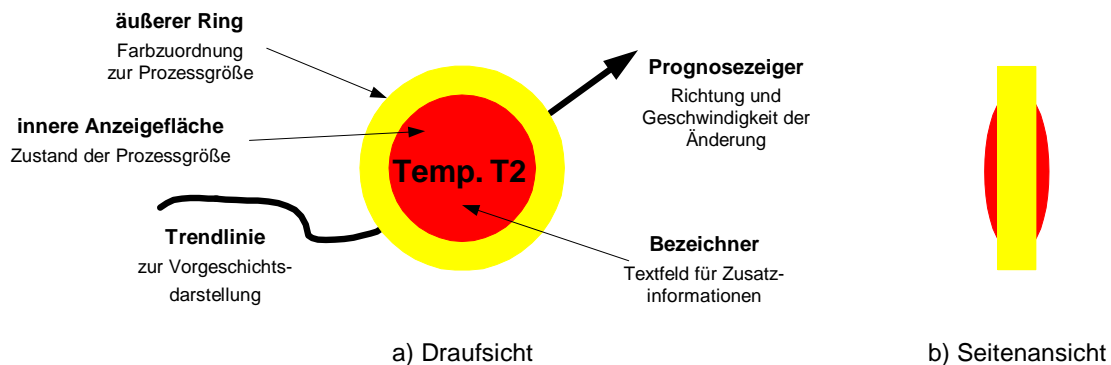 äußerer Ring
Farbzuordnung
zur Prozessgröße
innere Anzeigefläche
Zustand der Prozessgröße
Trendlinie
zur Vorgeschichts-
darstellung
Temp. T2
Prognosezeiger
Richtung und
Geschwindigkeit der
Änderung
Bezeichner
Textfeld für Zusatz-
informationen
a) Draufsicht
b) Seitenansicht